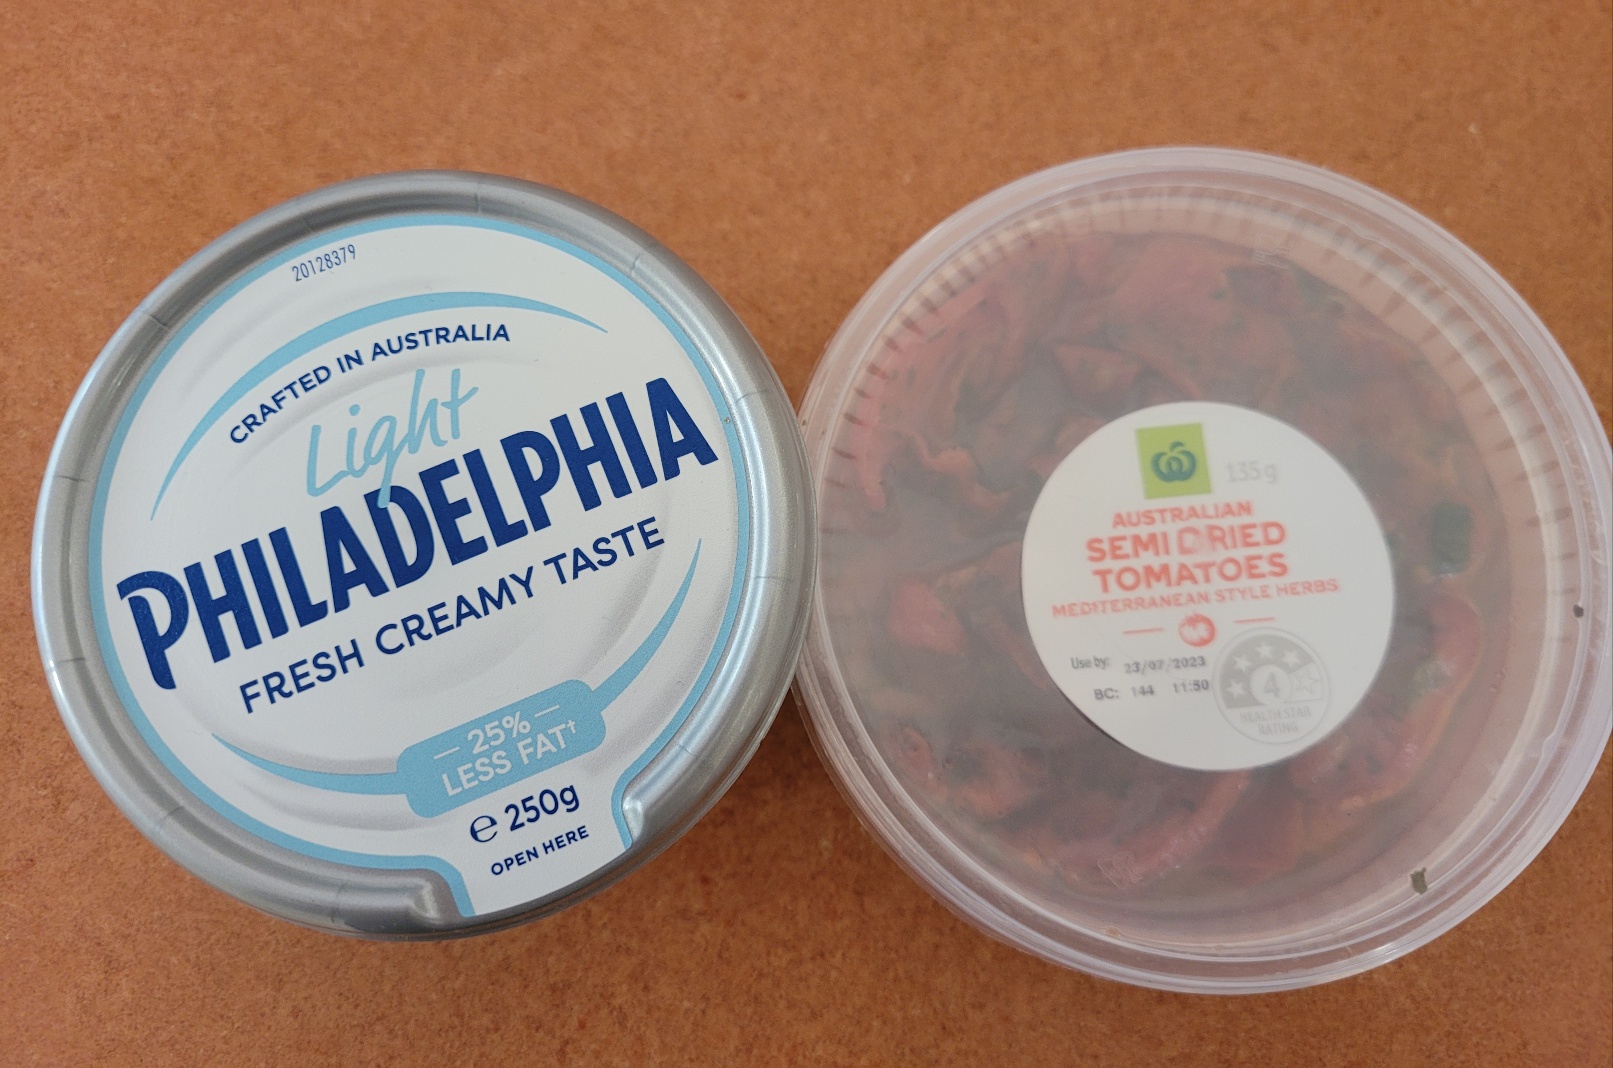 20128379
CRAFTED IN AUSTRALIA
Light
PHILADELPHIA
FRESH CREAMY TASTE
25%
LESS FAT†
e 250g
OPEN HERE
135g
AUSTRALIAN
SEMI DRIED
TOMATOES
MEDITERRANEAN STYLE HERBS
Use by: 23/07/2023
BC: 144 11:50
4
HEALTH STAR
RATING